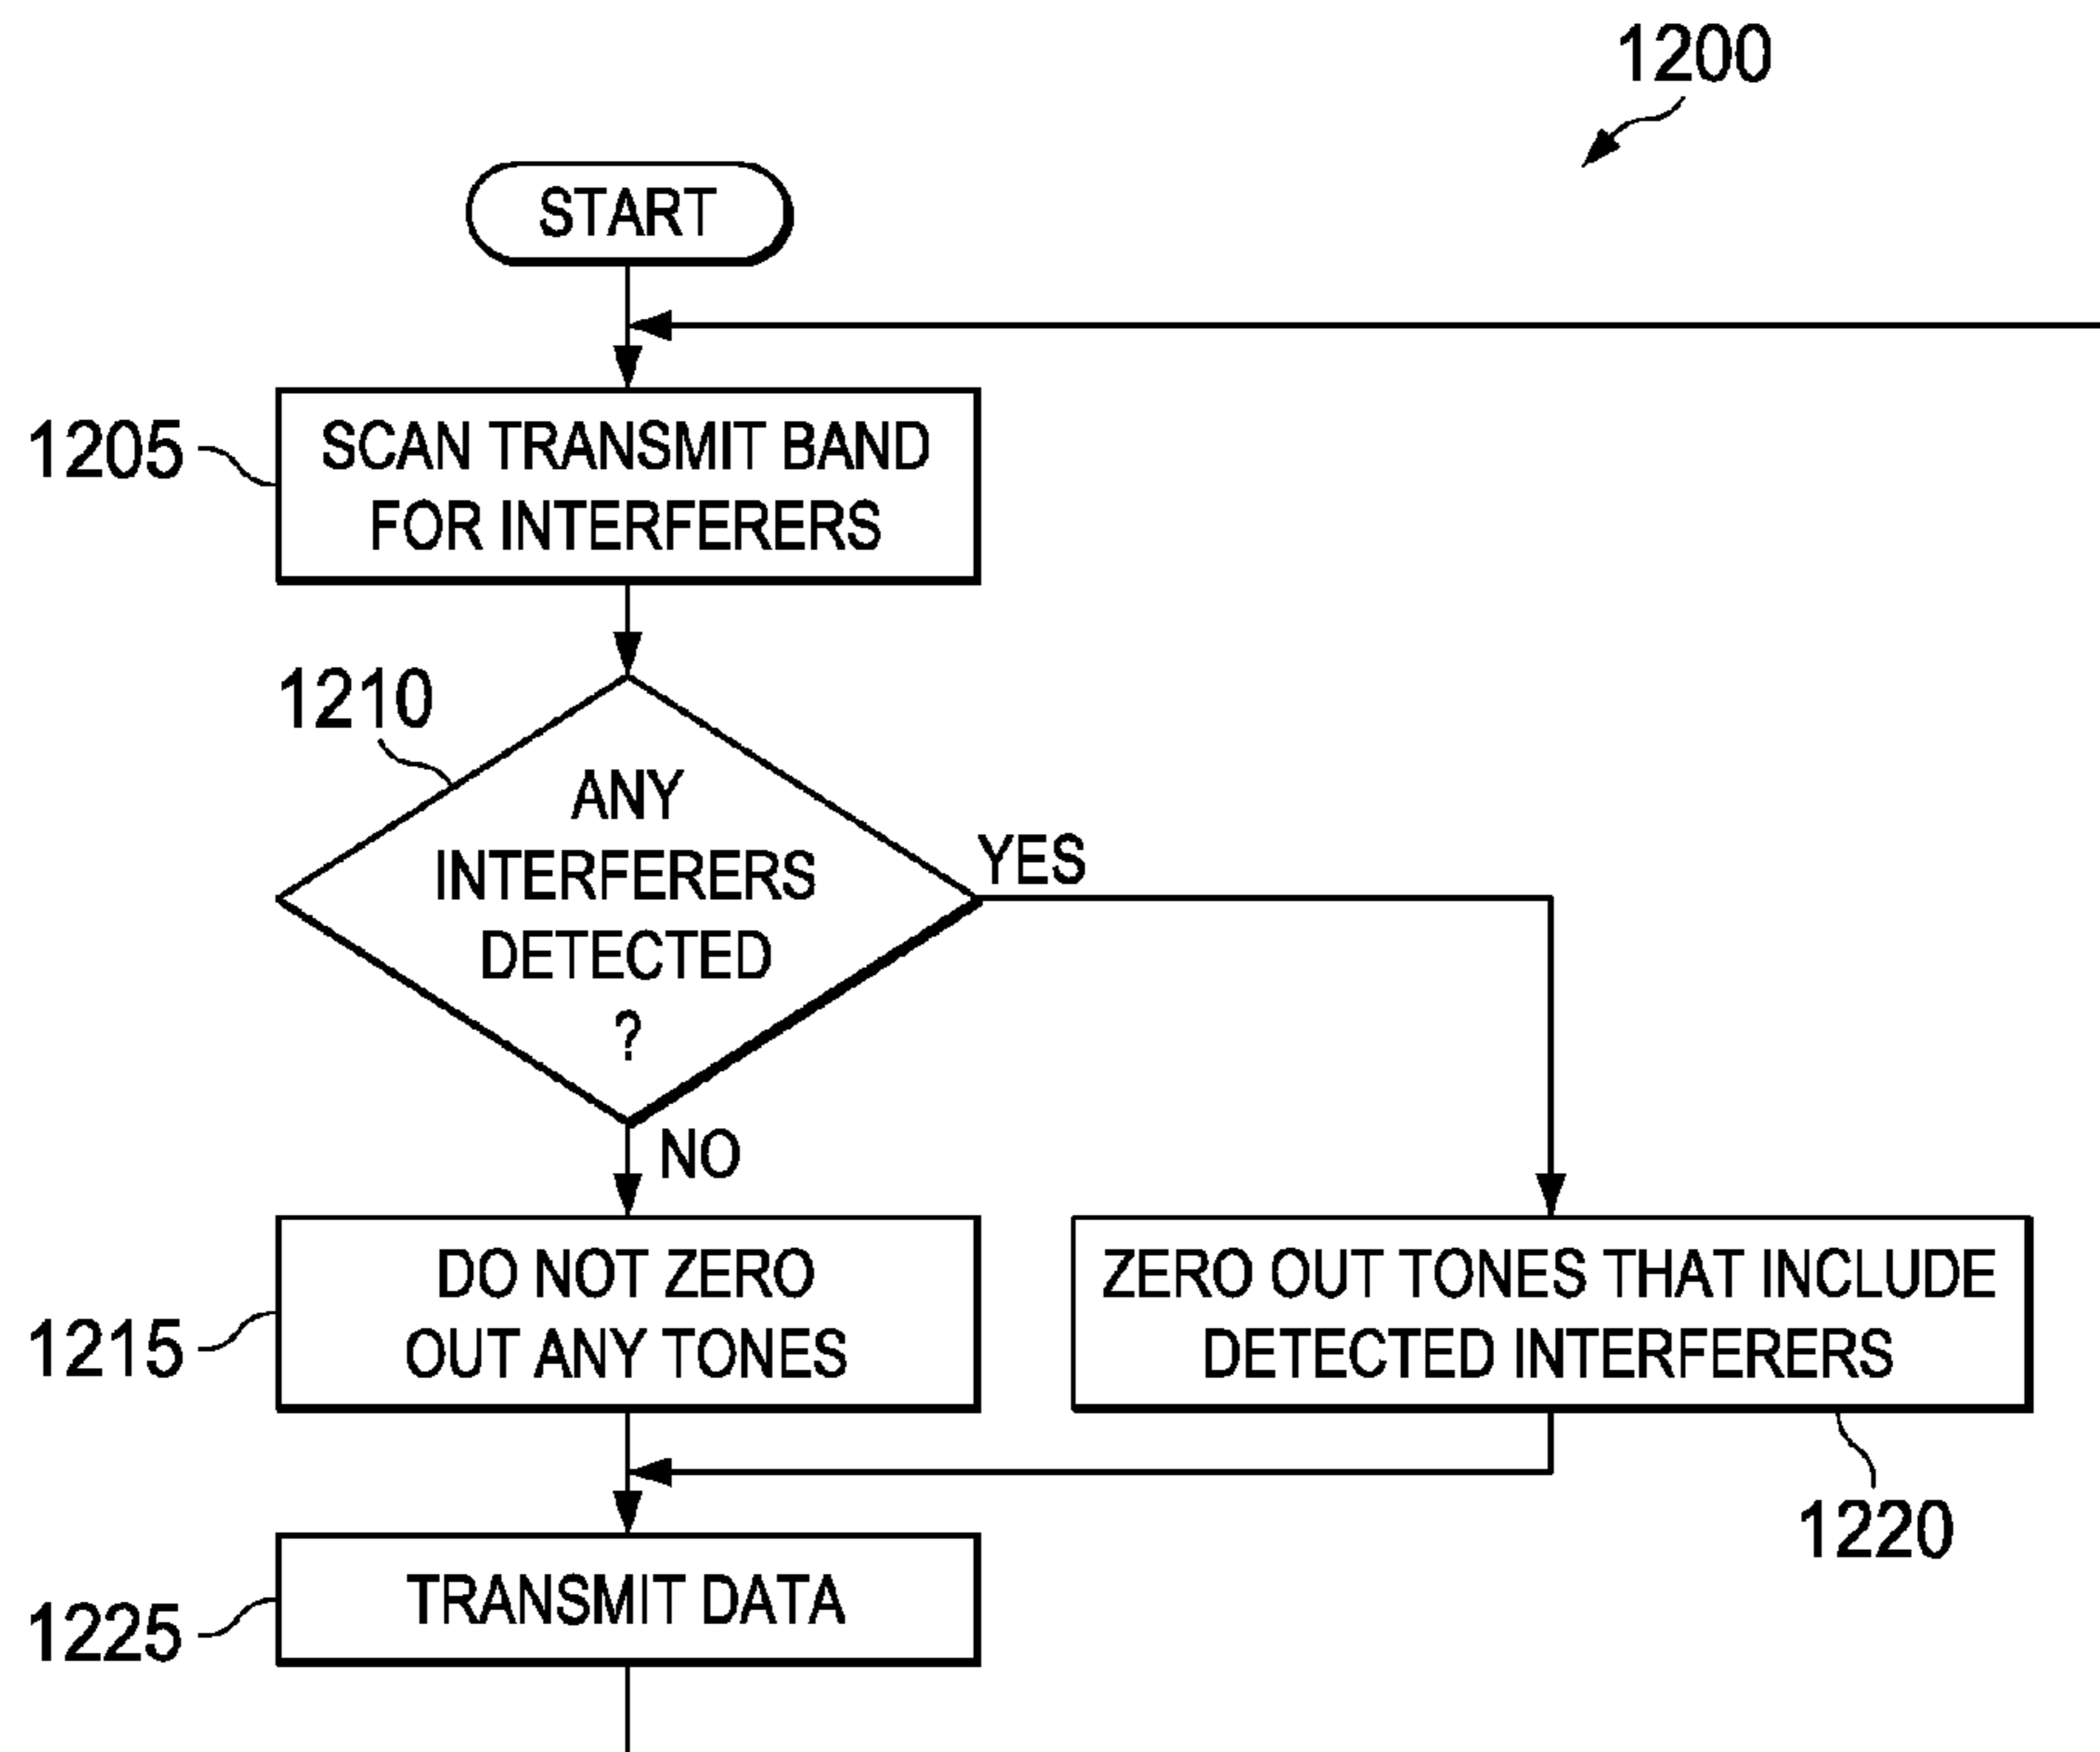 1200
START
1205
SCAN TRANSMIT BAND
FOR INTERFERERS
1210
ANY
INTERFERERS
DETECTED
?
YES
NO
1215
DO NOT ZERO
OUT ANY TONES
ZERO OUT TONES THAT INCLUDE
DETECTED INTERFERERS
1220
1225
TRANSMIT DATA